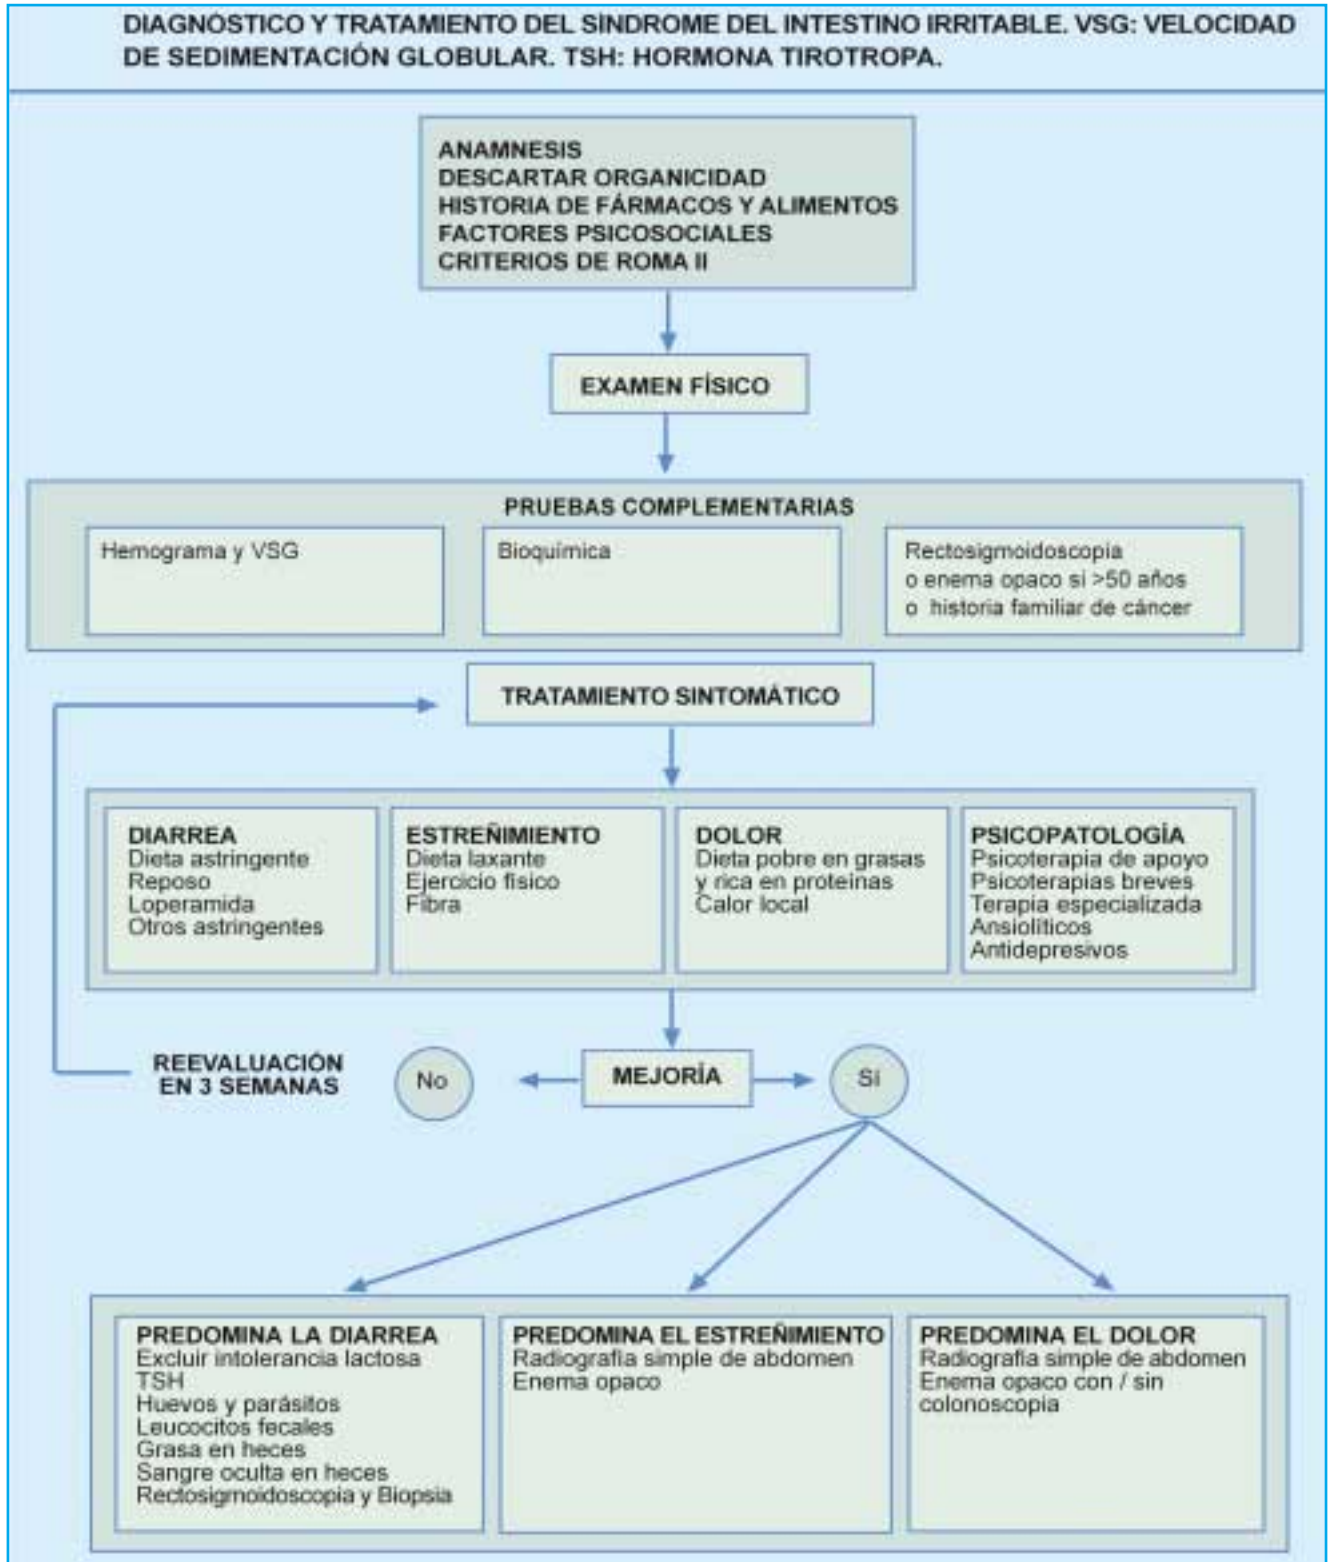 DIAGNÓSTICO Y TRATAMIENTO DEL SÍNDROME DEL INTESTINO IRRITABLE. VSG: VELOCIDAD
DE SEDIMENTACIÓN GLOBULAR. TSH: HORMONA TIROTROPA.
ANAMNESIS
DESCARTAR ORGANICIDAD
HISTORIA DE FÁRMACOS Y ALIMENTOS
FACTORES PSICOSOCIALES
CRITERIOS DE ROMA II
EXAMEN FÍSICO
PRUEBAS COMPLEMENTARIAS
Hemograma y VSG
Bioquímica
Rectosigmoidoscopia
o enema opaco si >50 años
o historia familiar de cáncer
TRATAMIENTO SINTOMÁTICO
DIARREA
Dieta astringente
Reposo
Loperamida
Otros astringentes
ESTREÑIMIENTO
Dieta laxante
Ejercicio físico
Fibra
DOLOR
Dieta pobre en grasas
y rica en proteínas
Calor local
PSICOPATOLOGÍA
Psicoterapia de apoyo
Psicoterapias breves
Terapia especializada
Ansiolíticos
Antidepresivos
REEVALUACIÓN
EN 3 SEMANAS
No
MEJORÍA
Sí
PREDOMINA LA DIARREA
Excluir intolerancia lactosa
TSH
Huevos y parásitos
Leucocitos fecales
Grasa en heces
Sangre oculta en heces
Rectosigmoidoscopia y Biopsia
PREDOMINA EL ESTREÑIMIENTO
Radiografía simple de abdomen
Enema opaco
PREDOMINA EL DOLOR
Radiografía simple de abdomen
Enema opaco con / sin
colonoscopia